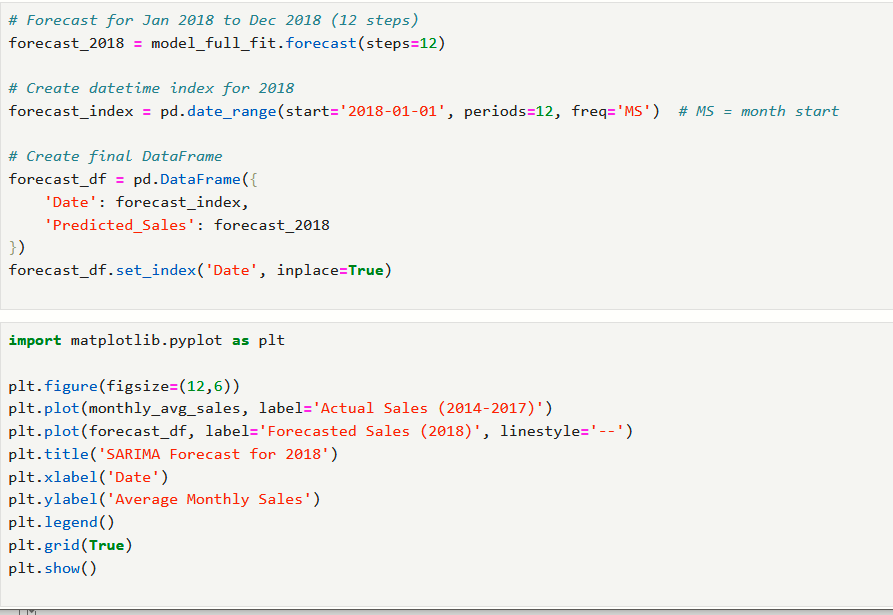 # Forecast for Jan 2018 to Dec 2018 (12 steps)
forecast_2018 = model_full_fit.forecast(steps=12)
# Create datetime index for 2018
forecast_index = pd.date_range(start='2018-01-01', periods=12, freq='MS')  # MS = month start
# Create final DataFrame
forecast_df = pd.DataFrame({
    'Date': forecast_index,
    'Predicted_Sales': forecast_2018
})
forecast_df.set_index('Date', inplace=True)
import matplotlib.pyplot as plt
plt.figure(figsize=(12,6))
plt.plot(monthly_avg_sales, label='Actual Sales (2014-2017)')
plt.plot(forecast_df, label='Forecasted Sales (2018)', linestyle='--')
plt.title('SARIMA Forecast for 2018')
plt.xlabel('Date')
plt.ylabel('Average Monthly Sales')
plt.legend()
plt.grid(True)
plt.show()